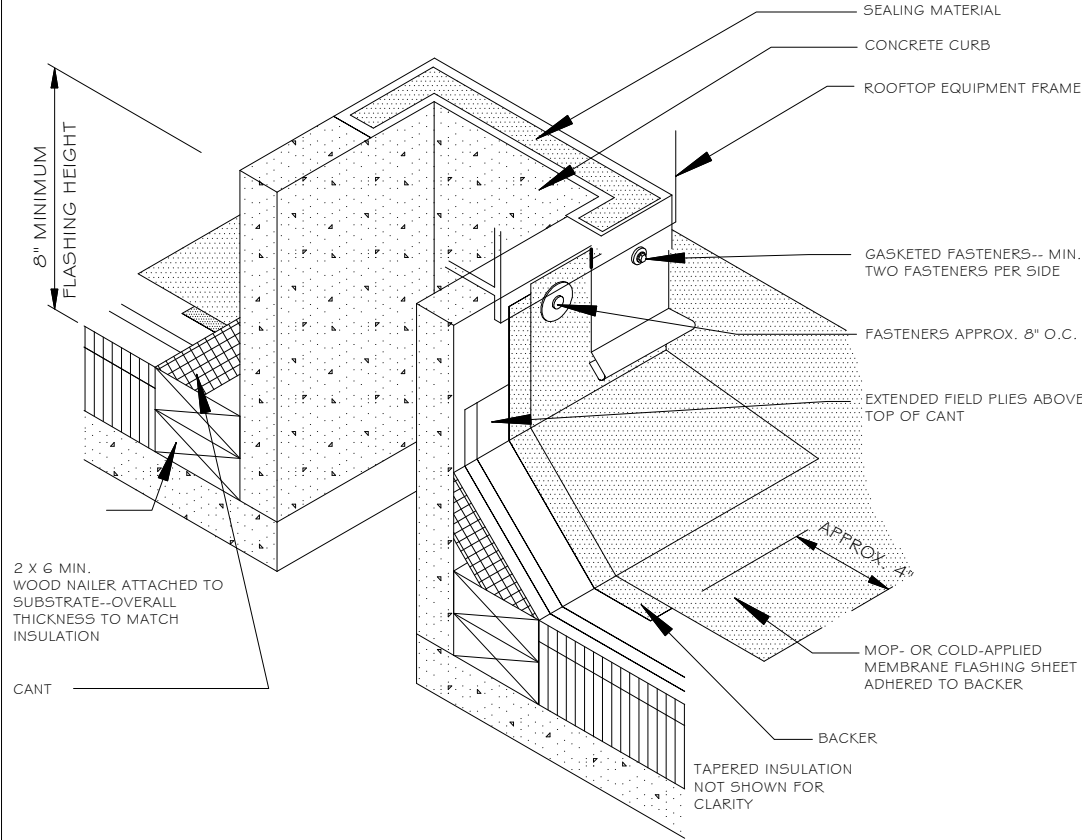 SEALING MATERIAL
CONCRETE CURB
ROOFTOP EQUIPMENT FRAME
8" MINIMUM
FLASHING HEIGHT
GASKETED FASTENERS-- MIN.
TWO FASTENERS PER SIDE
FASTENERS APPROX. 8" O.C.
EXTENDED FIELD PLIES ABOVE
TOP OF CANT
APPROX. 4"
2 X 6 MIN.
WOOD NAILER ATTACHED TO
SUBSTRATE--OVERALL
THICKNESS TO MATCH
INSULATION
CANT
MOP- OR COLD-APPLIED
MEMBRANE FLASHING SHEET
ADHERED TO BACKER
BACKER
TAPERED INSULATION
NOT SHOWN FOR
CLARITY